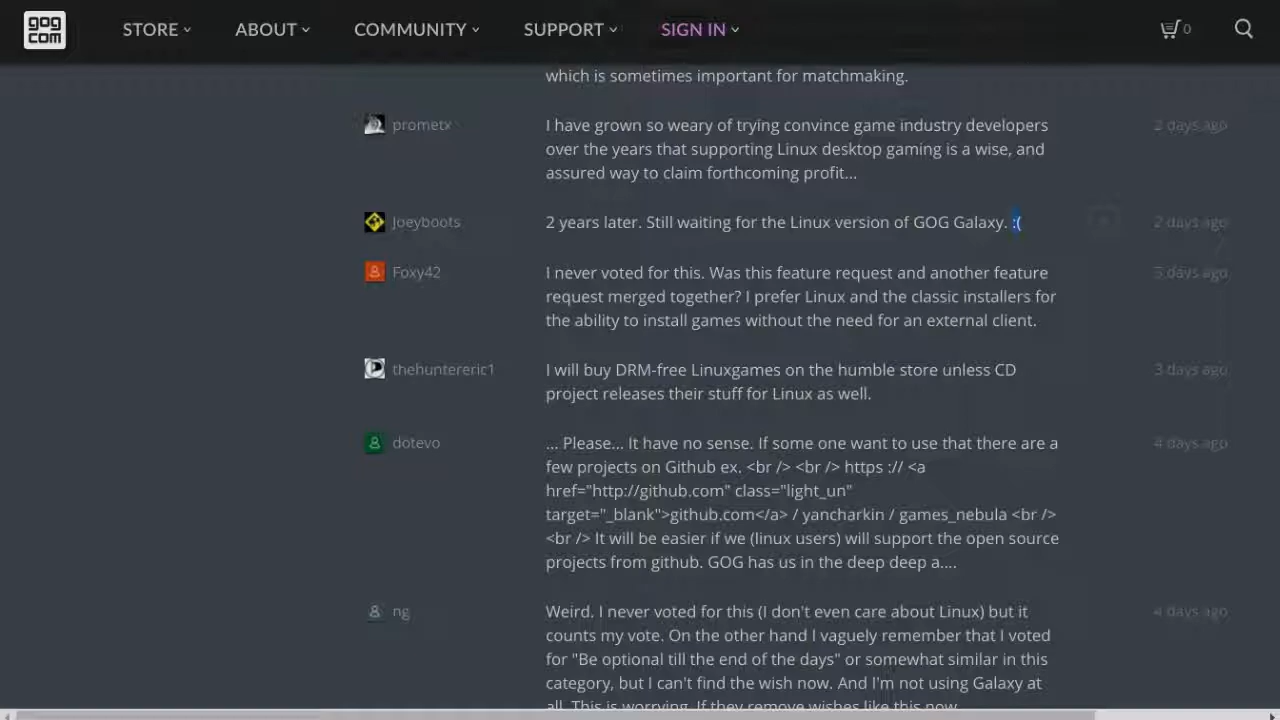 gog
com
STORE
ABOUT
COMMUNITY
SUPPORT
SIGN IN
0
which is sometimes important for matchmaking.
prometx
I have grown so weary of trying convince game industry developers
over the years that supporting Linux desktop gaming is a wise, and
assured way to claim forthcoming profit...
2 days ago
Joeyboots
2 years later. Still waiting for the Linux version of GOG Galaxy. :(
2 days ago
Foxy42
I never voted for this. Was this feature request and another feature
request merged together? I prefer Linux and the classic installers for
the ability to install games without the need for an external client.
thehuntereric1
I will buy DRM-free Linuxgames on the humble store unless CD
project releases their stuff for Linux as well.
3 days ago
dotevo
... Please... It have no sense. If some one want to use that there are a
few projects on Github ex. <br /> <br /> https :// <a
href="http://github.com" class="light_un"
target="_blank">github.com</a> / yancharkin / games_nebula <br />
<br /> It will be easier if we (linux users) will support the open source
projects from github. GOG has us in the deep deep a....
4 days ago
ng
Weird. I never voted for this (I don't even care about Linux) but it
counts my vote. On the other hand I vaguely remember that I voted
for "Be optional till the end of the days" or somewhat similar in this
category, but I can't find the wish now. And I'm not using Galaxy at
all. This is worrying. If they remove wishes like this now
4 days ago